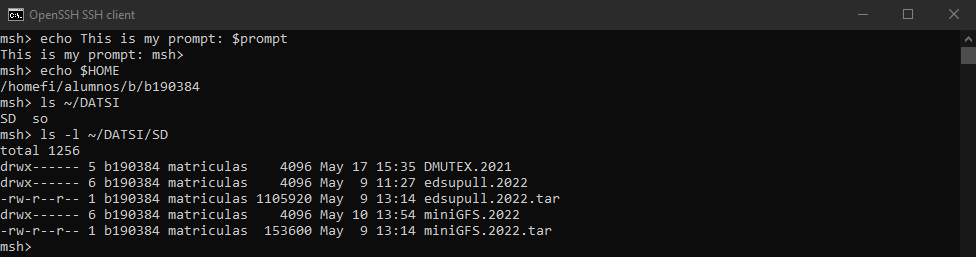 OpenSSH SSH client
msh> echo This is my prompt: $prompt
This is my prompt: msh>
msh> echo $HOME
/homefi/alumnos/b/b190384
msh> ls ~/DATSI
SD  so
msh> ls -l ~/DATSI/SD
total 1256
drwx------ 5 b190384 matriculas    4096 May 17 15:35 DMUTEX.2021
drwx------ 6 b190384 matriculas    4096 May  9 11:27 edsupull.2022
-rw-r--r-- 1 b190384 matriculas 1105920 May  9 13:14 edsupull.2022.tar
drwx------ 6 b190384 matriculas    4096 May 10 13:54 miniGFS.2022
-rw-r--r-- 1 b190384 matriculas  153600 May  9 13:14 miniGFS.2022.tar
msh>